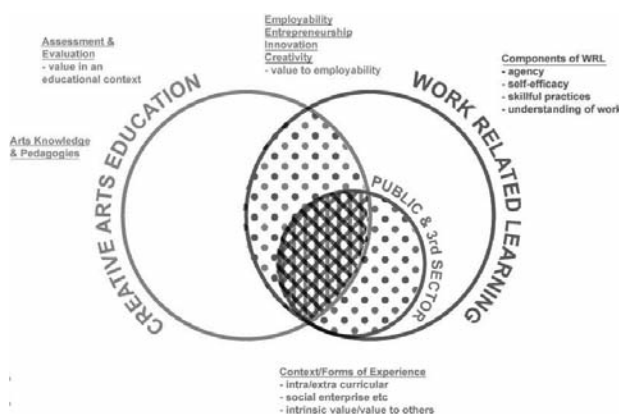 Employability
Entrepreneurship
Innovation
Creativity
- value to employability
Assessment &
Evaluation
- value in an
educational context
Components of WRL
- agency
- self-efficacy
- skillful practices
- understanding of work
Arts Knowledge
& Pedagogies
CREATIVE ARTS EDUCATION
WORK RELATED LEARNING
PUBLIC & 3rd SECTOR
Context/Forms of Experience
- intra/extra curricular
- social enterprise etc
- intrinsic value/value to others